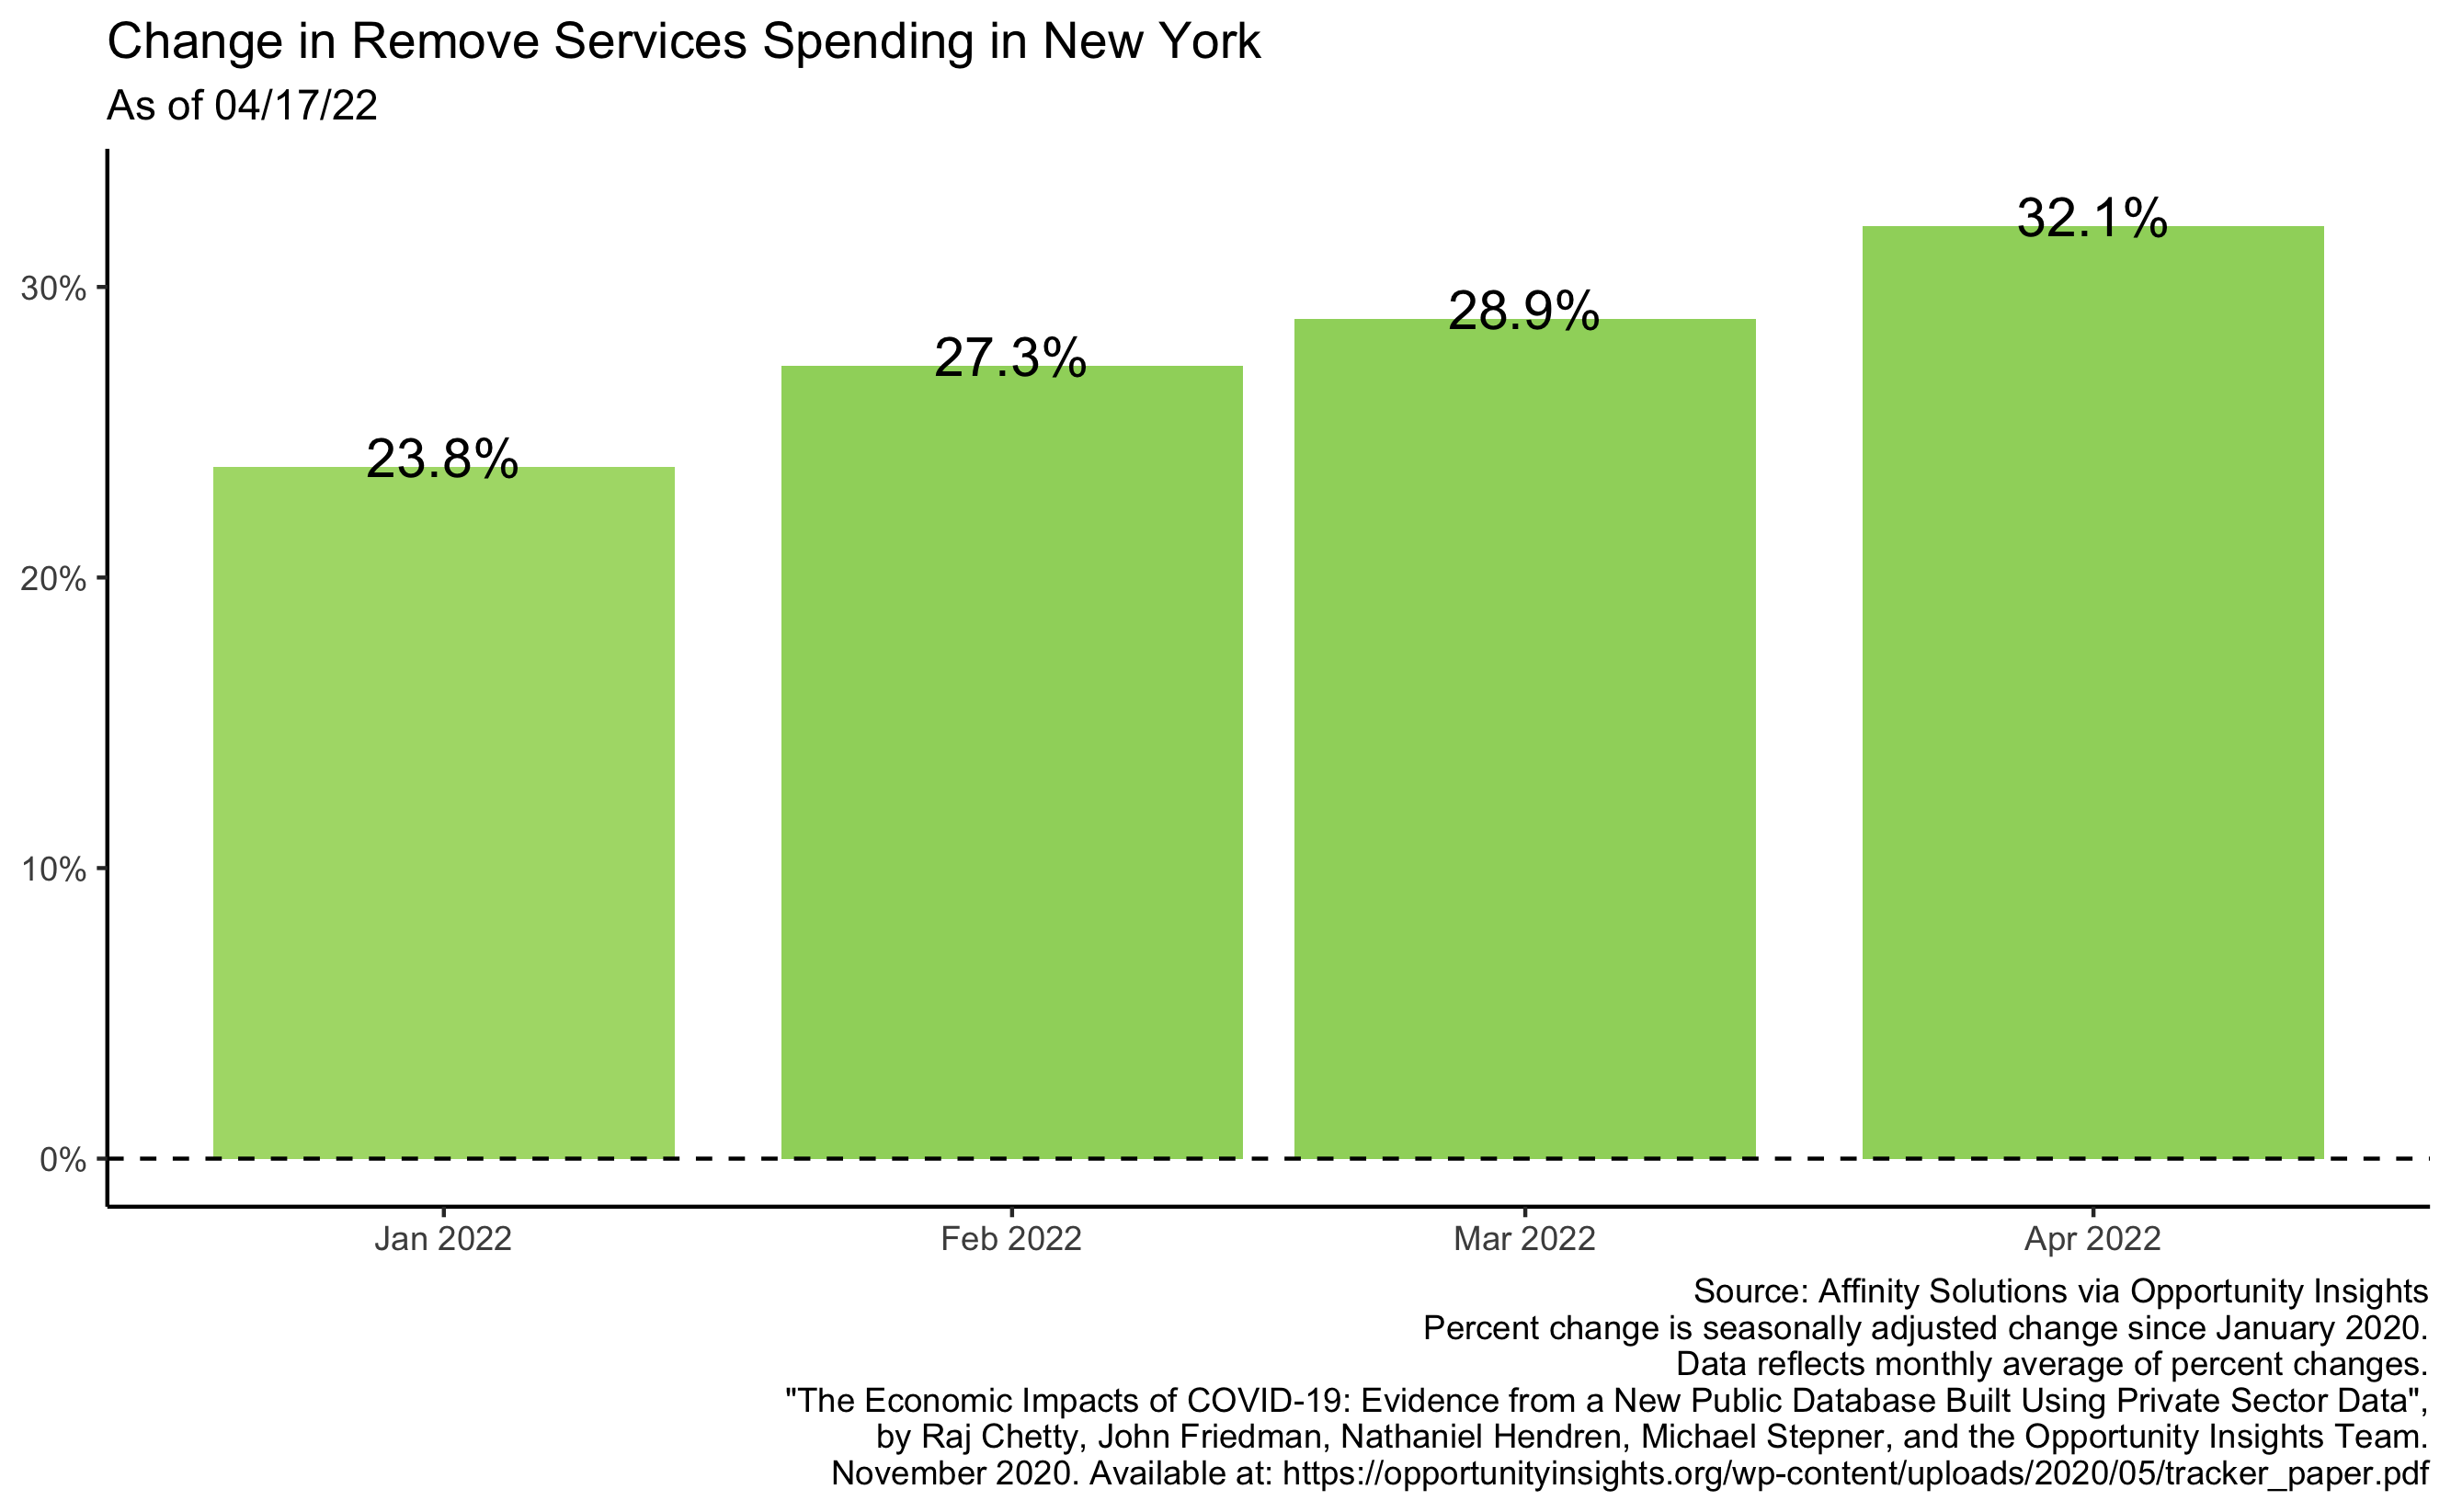 Change in Remove Services Spending in New York
As of 04/17/22
32.1%
28.9%
27.3%
23.8%
30%
20%
10%
0%
Jan 2022
Feb 2022
Mar 2022
Apr 2022
Source: Affinity Solutions via Opportunity Insights
Percent change is seasonally adjusted change since January 2020.
Data reflects monthly average of percent changes.
"The Economic Impacts of COVID-19: Evidence from a New Public Database Built Using Private Sector Data",
by Raj Chetty, John Friedman, Nathaniel Hendren, Michael Stepner, and the Opportunity Insights Team.
November 2020. Available at: https://opportunityinsights.org/wp-content/uploads/2020/05/tracker_paper.pdf